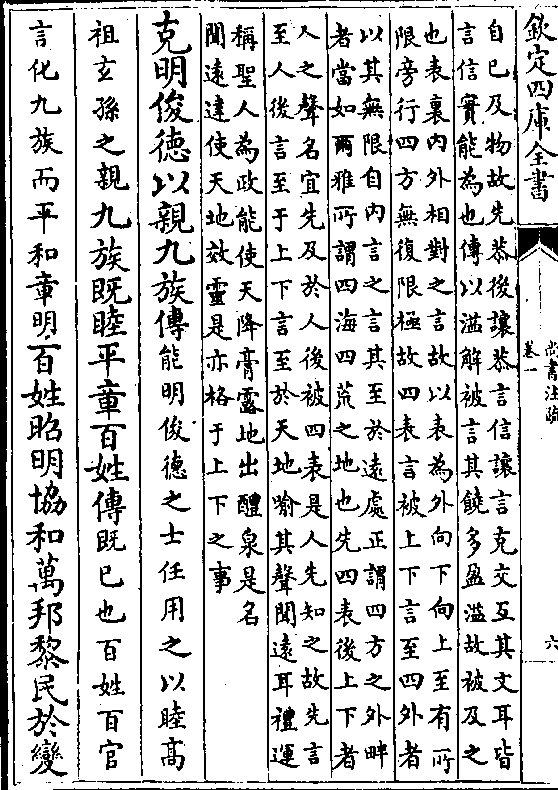 欽定四庫全書
尚書注疏
卷一
六
自己及物故先恭後讓恭言信讓言克交互其文耳皆
言信實能為也傳以溢解被言其饒多盈溢故被及之
也表裏內外相對之言故以表為外向下向上至有所
限旁行四方無復限極故四表言被上下言至四外者
以其無限自內言之言其至於遠處正謂四方之外畔
者當如爾雅所謂四海四荒之地也先四表後上下者
人之聲名宜先及於人後被四表是人先知之故先言
至人後言至于上下言至於天地喻其聲聞遠耳禮運
稱聖人為政能使天降膏露地出醴泉是名
聞遠達使天地效靈是亦格于上下之事
克明俊德以親九族傳能明俊德之士任用之以睦高
祖玄孫之親九族既睦平章百姓傳既已也百姓百官
言化九族而平和章明百姓昭明協和萬邦黎民於變